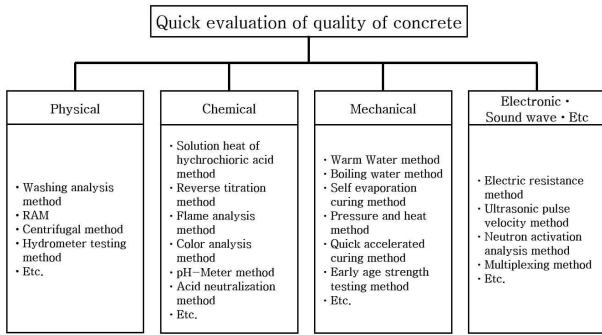 Quick evaluation of quality of concrete
Physical
· Washing analysis
method
· RAM
· Centrifugal method
· Hydrometer testing
method
· Etc.
Chemical
· Solution heat of
hychrochioric acid
method
· Reverse titration
method
· Flame analysis
method
· Color analysis
method
· pH-Meter method
· Acid neutralization
method
· Etc.
Mechanical
· Warm Water method
· Boiling water method
· Self evaporation
curing method
· Pressure and heat
method
· Quick accelerated
curing method
· Early age strength
testing method
· Etc.
Electronic ·
Sound wave · Etc
· Electric resistance
method
· Ultrasonic pulse
velocity method
· Neutron activation
analysis method
· Multiplexing method
· Etc.